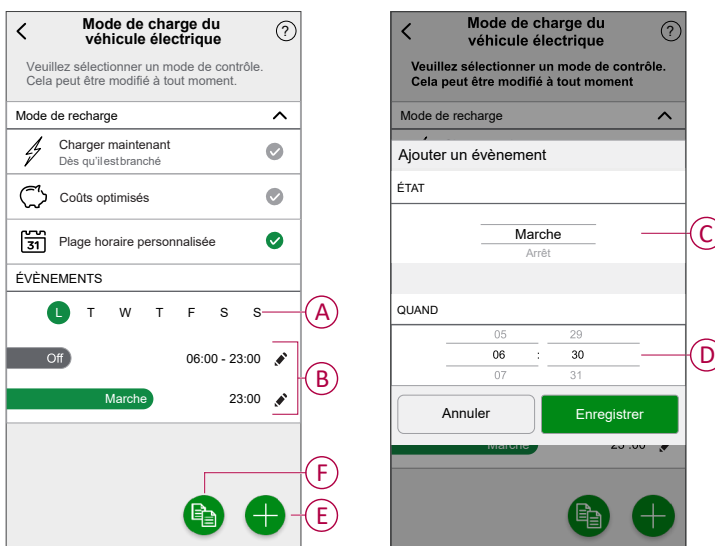 Mode de charge du
véhicule électrique
?
Veuillez sélectionner un mode de contrôle.
Cela peut être modifié à tout moment.
Mode de recharge
Charger maintenant
Dès qu'il est branché
Coûts optimisés
31
Plage horaire personnalisée
ÉVÈNEMENTS
L T W T F S S
A
Off 06:00 - 23:00
B
Marche 23:00
F
E
Mode de charge du
véhicule électrique
?
Veuillez sélectionner un mode de contrôle.
Cela peut être modifié à tout moment
Mode de recharge
Ajouter un évènement
ÉTAT
Marche
C
Arrêt
QUAND
05 29
06 : 30
D
07 31
Annuler Enregistrer
Marche